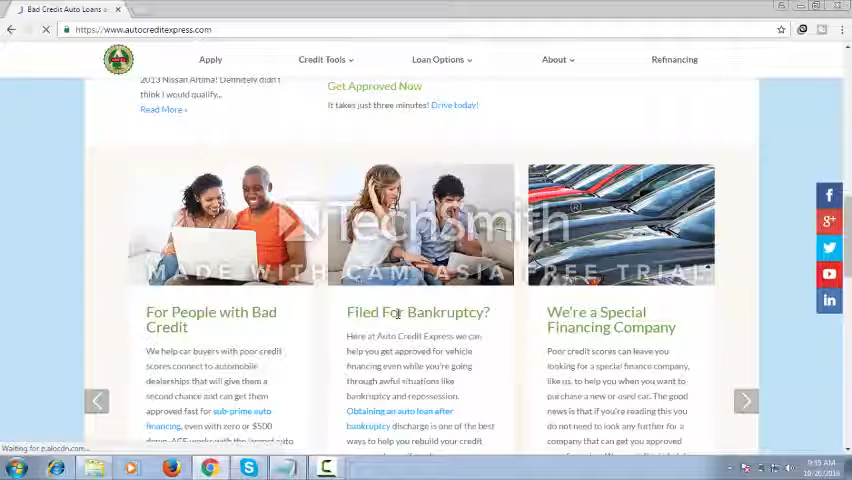 Bad Credit Auto Loans a
https://www.autocreditexpress.com
Apply
Credit Tools
Loan Options
About
Refinancing
2013 Nissan Altima! Definitely didn't
think I would qualify...
Read More »
Get Approved Now
It takes just three minutes! Drive today!
TechSmith
MADE WITH CAMTASIA FREE TRIAL
For People with Bad
Credit
We help car buyers with poor credit
scores connect to automobile
dealerships that will give them a
second chance and can get them
approved fast for sub-prime auto
financing, even with zero or $500
Filed For Bankruptcy?
Here at Auto Credit Express we can
help you get approved for vehicle
financing even while you're going
through awful situations like
bankruptcy and repossession.
Obtaining an auto loan after
bankruptcy discharge is one of the best
ways to help you rebuild your credit
We're a Special
Financing Company
Poor credit scores can leave you
looking for a special finance company,
like us, to help you when you want to
purchase a new or used car. The good
news is that if you're reading this you
do not need to look any further for a
company that can get you approved
Waiting for p.alocdn.com...
9:35 AM
10/20/2016